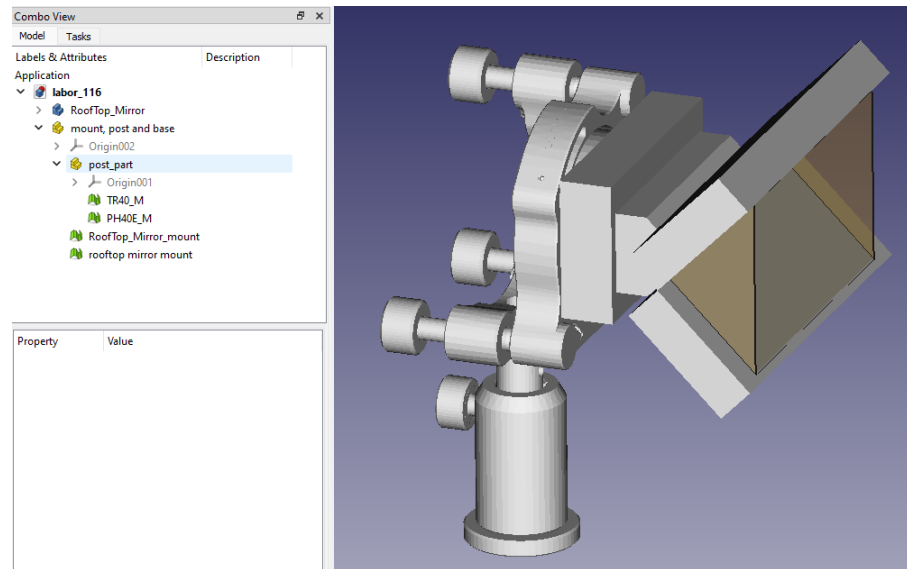 Combo View
Model Tasks
Labels & Attributes Description
Application
labor_116
RoofTop_Mirror
mount, post and base
Origin002
post_part
Origin001
TR40_M
PH40E_M
RoofTop_Mirror_mount
rooftop mirror mount
Property Value